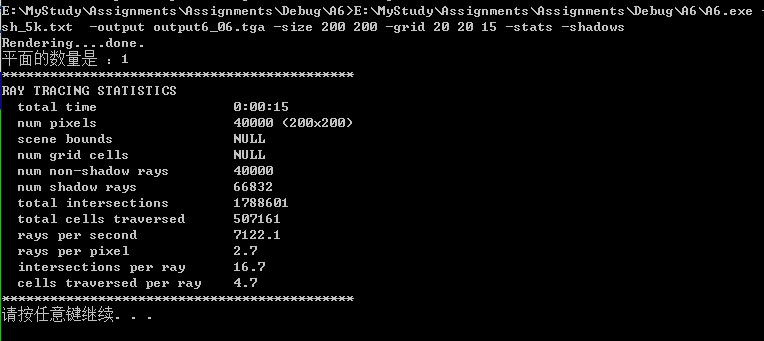 E:\MyStudy\Assignments\Assignments\Debug\A6>E:\MyStudy\Assignments\Assignments\Debug\A6\A6.exe -
sh_5k.txt  -output output6_06.tga -size 200 200 -grid 20 20 15 -stats -shadows
Rendering....done.
平面的数量是 ：1
********************************************
RAY TRACING STATISTICS
  total time                 0:00:15
  num pixels                 40000 (200x200)
  scene bounds               NULL
  num grid cells             NULL
  num non-shadow rays        40000
  num shadow rays            66832
  total intersections        1788601
  total cells traversed      507161
  rays per second            7122.1
  rays per pixel             2.7
  intersections per ray      16.7
  cells traversed per ray    4.7
********************************************
请按任意键继续. . .